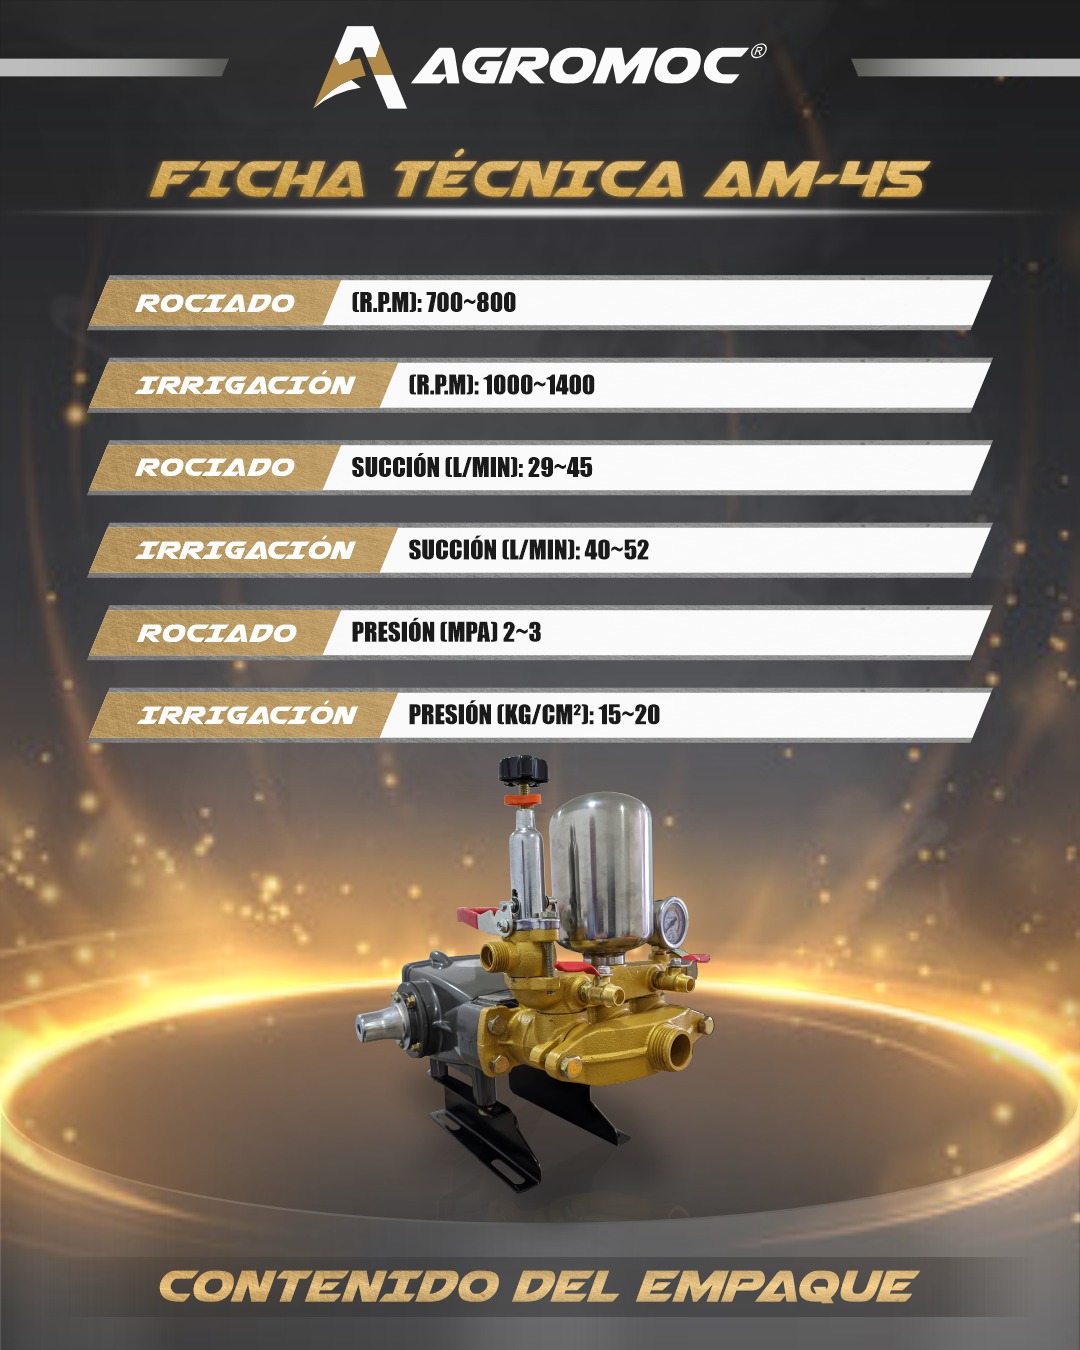 AGROMOC®
FICHA TÉCNICA AM-45
ROCIADO (R.P.M): 700~800
IRRIGACIÓN (R.P.M): 1000~1400
ROCIADO SUCCIÓN (L/MIN): 29~45
IRRIGACIÓN SUCCIÓN (L/MIN): 40~52
ROCIADO PRESIÓN (MPA) 2~3
IRRIGACIÓN PRESIÓN (KG/CM²): 15~20
CONTENIDO DEL EMPAQUE